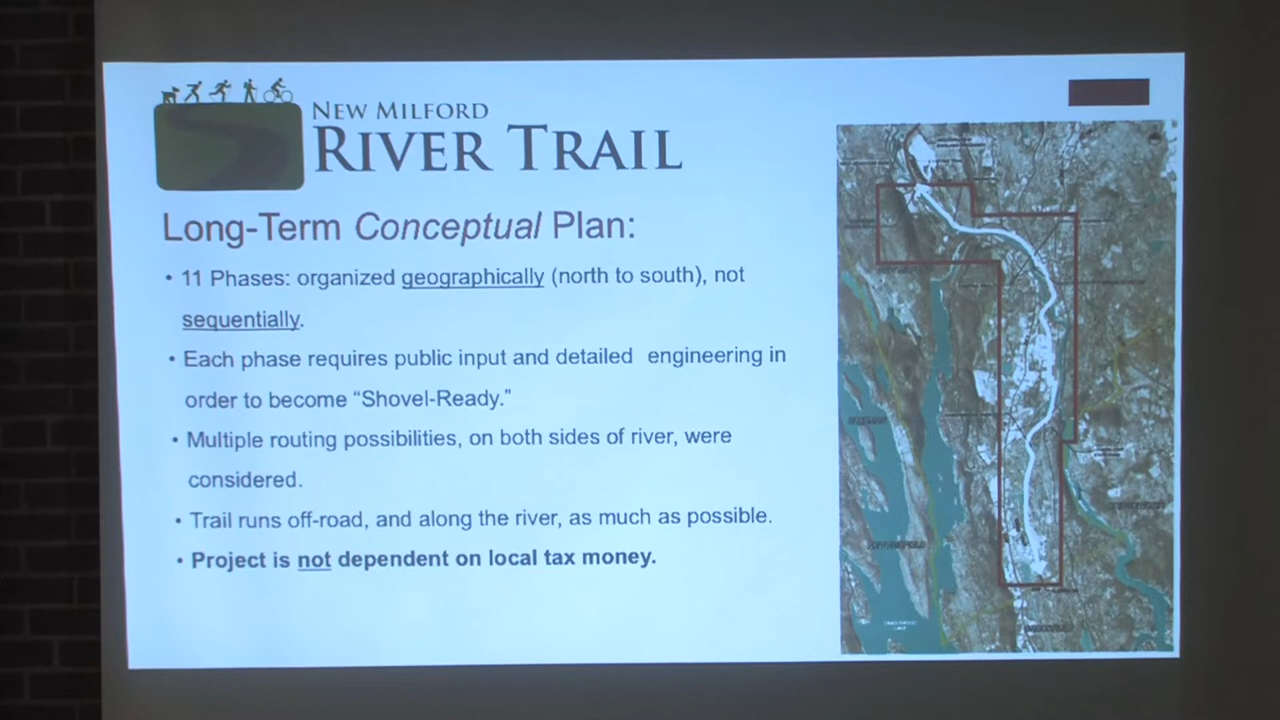 NEW MILFORD
RIVER TRAIL
Long-Term Conceptual Plan:
• 11 Phases: organized geographically (north to south), not
sequentially.
• Each phase requires public input and detailed engineering in
order to become “Shovel-Ready.”
• Multiple routing possibilities, on both sides of river, were
considered.
• Trail runs off-road, and along the river, as much as possible.
• Project is not dependent on local tax money.